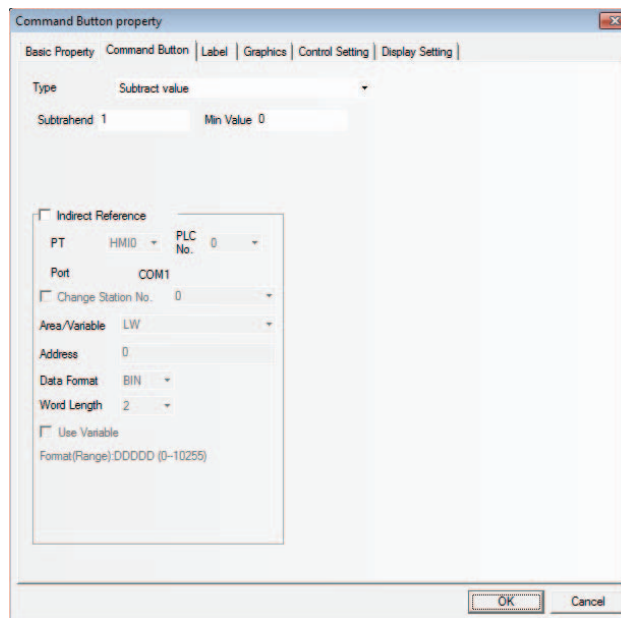 Command Button property
Basic Property Command Button Label Graphics Control Setting Display Setting
Type Subtract value
Subtrahend 1 Min Value 0
Indirect Reference
PT HMI0 PLC No. 0
Port COM1
Change Station No. 0
Area/Variable LW
Address 0
Data Format BIN
Word Length 2
Use Variable
Format(Range):DDDDD (0~10255)
OK Cancel